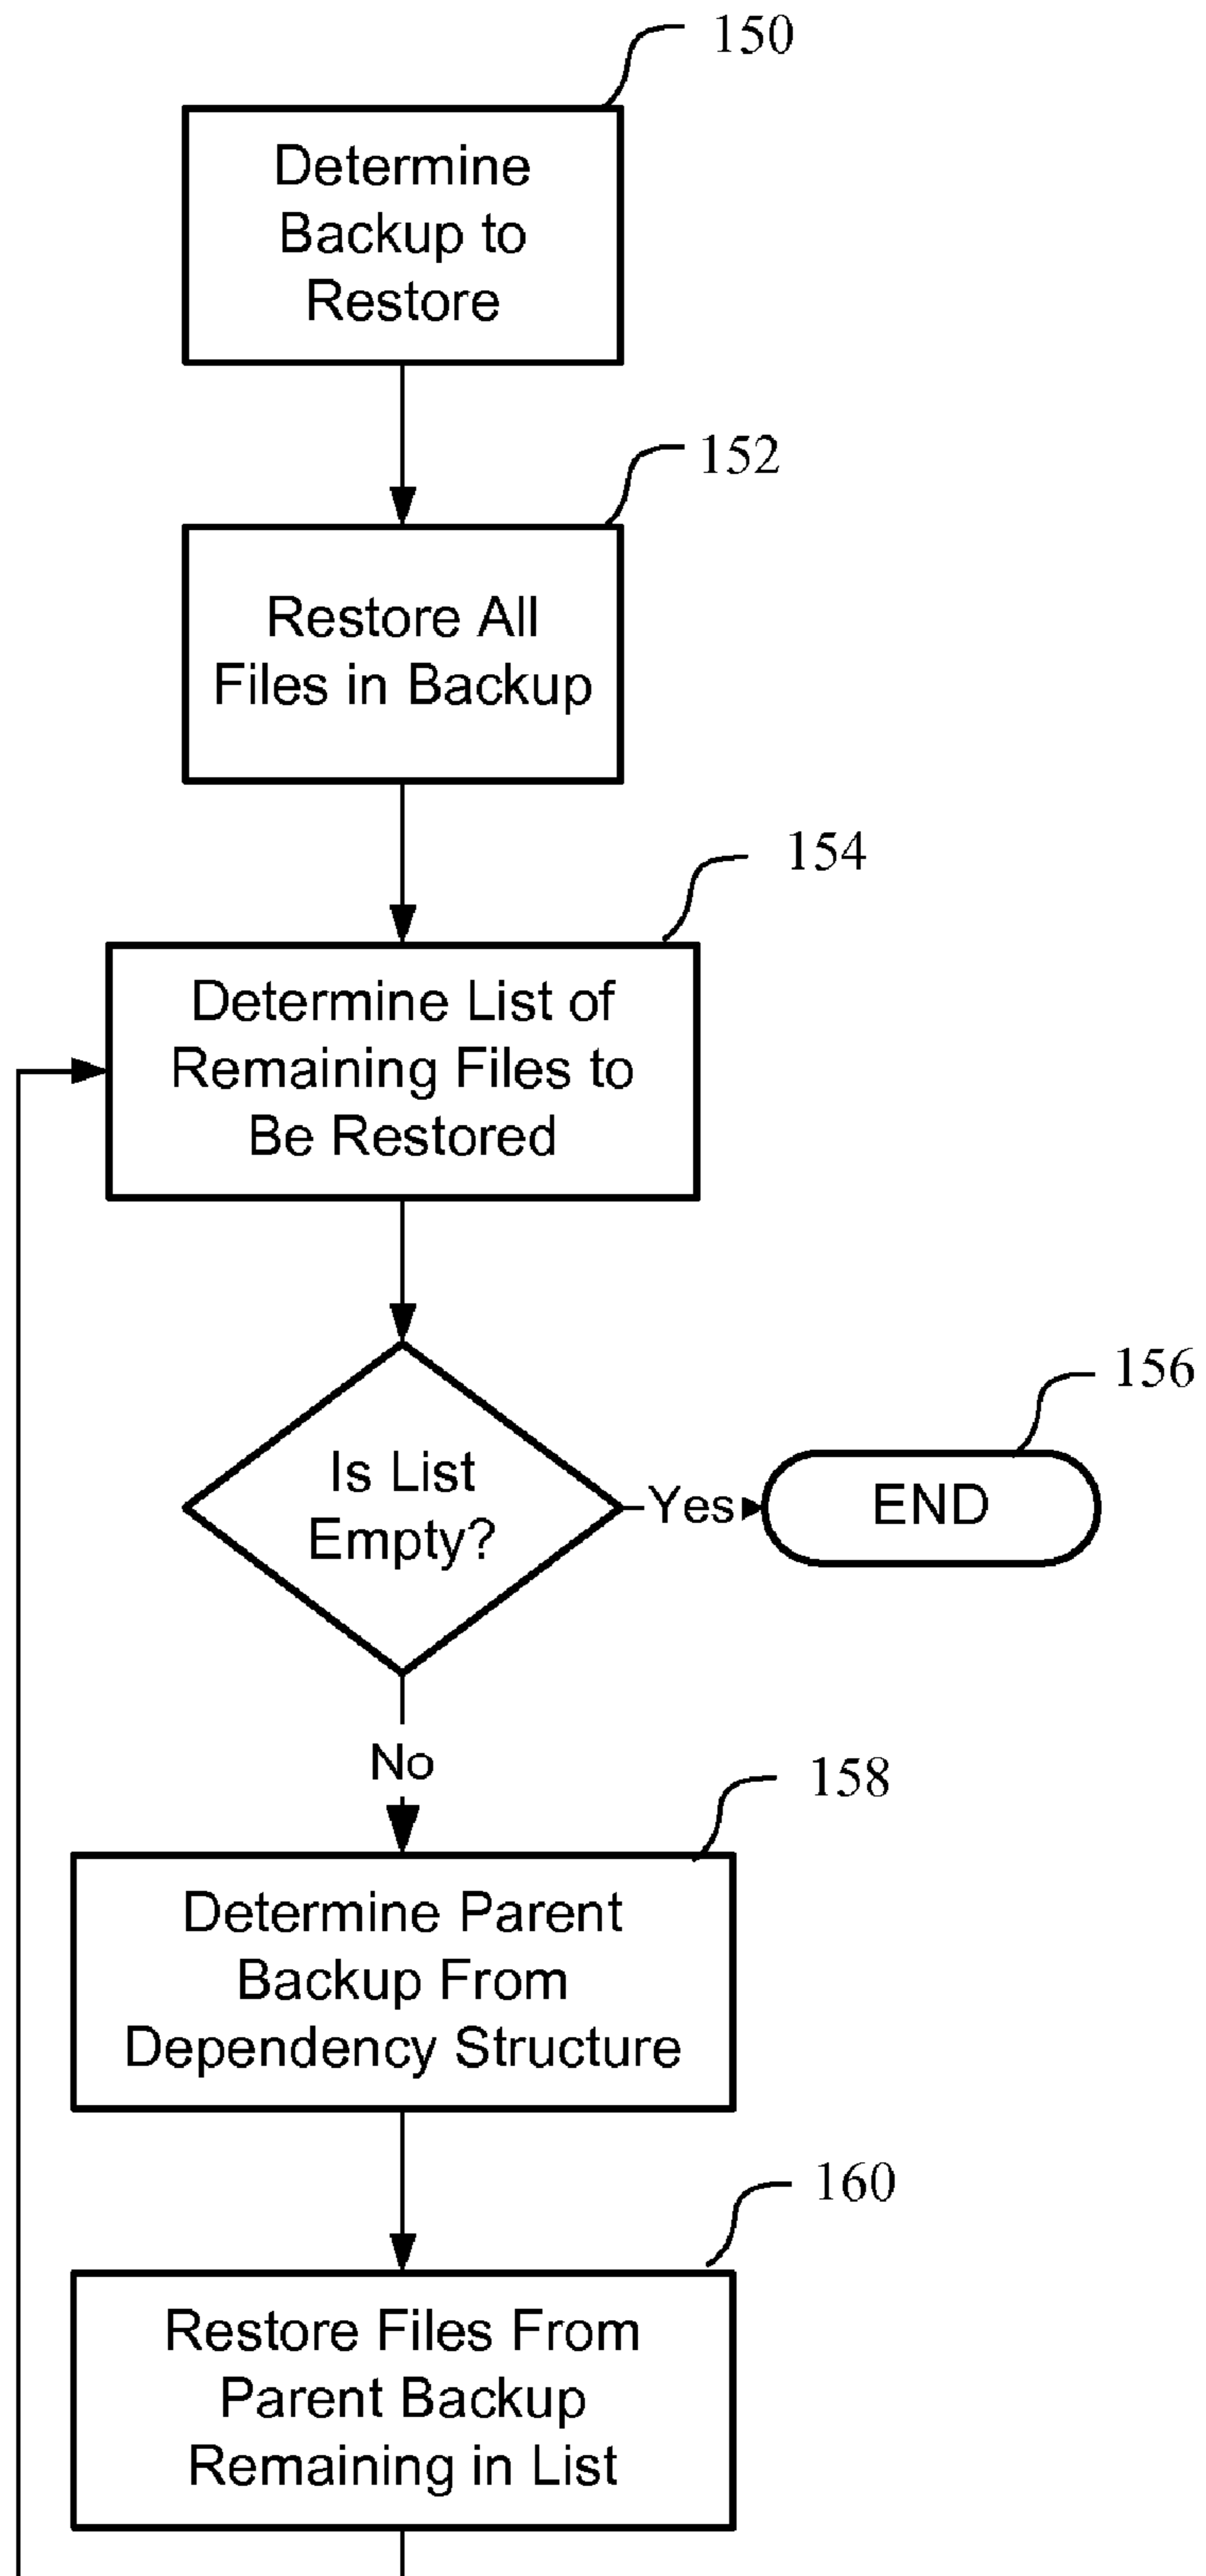 150
Determine
Backup to
Restore
152
Restore All
Files in Backup
154
Determine List of
Remaining Files to
Be Restored
156
Is List
Empty?
Yes
END
No
158
Determine Parent
Backup From
Dependency Structure
160
Restore Files From
Parent Backup
Remaining in List